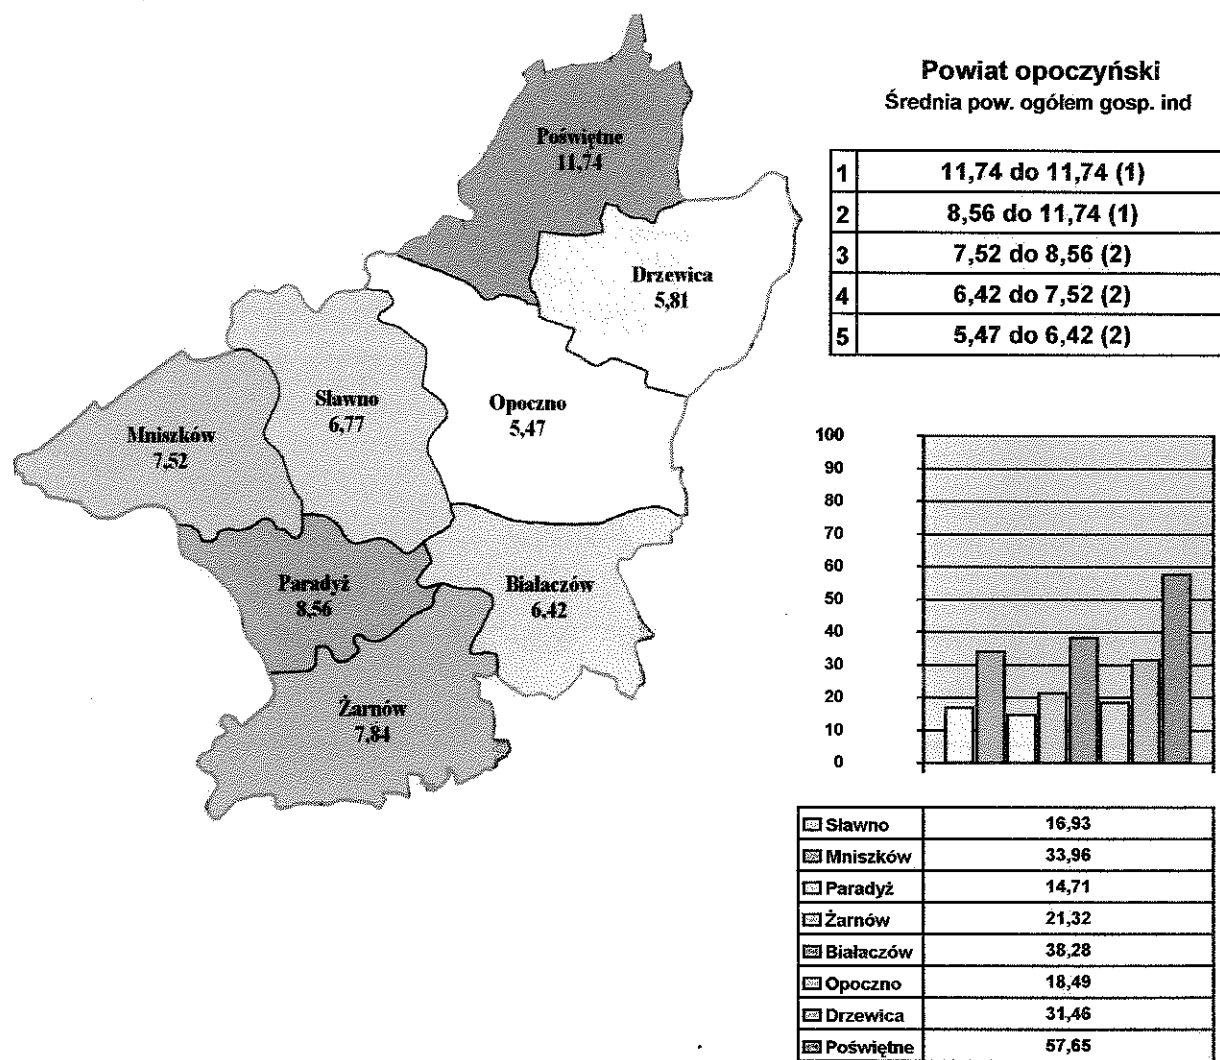 Powiat opoczyński
Średnia pow. ogółem gosp. ind
1 11,74 do 11,74 (1)
2 8,56 do 11,74 (1)
3 7,52 do 8,56 (2)
4 6,42 do 7,52 (2)
5 5,47 do 6,42 (2)
Poświętne
11,74
Drzewica
5,81
Sławno
6,77
Opoczno
5,47
Mniszków
7,52
Paradyż
8,56
Białaczów
6,42
Żarnów
7,84
100
90
80
70
60
50
40
30
20
10
0
Sławno 16,93
Mniszków 33,96
Paradyż 14,71
Żarnów 21,32
Białaczów 38,28
Opoczno 18,49
Drzewica 31,46
Poświętne 57,65